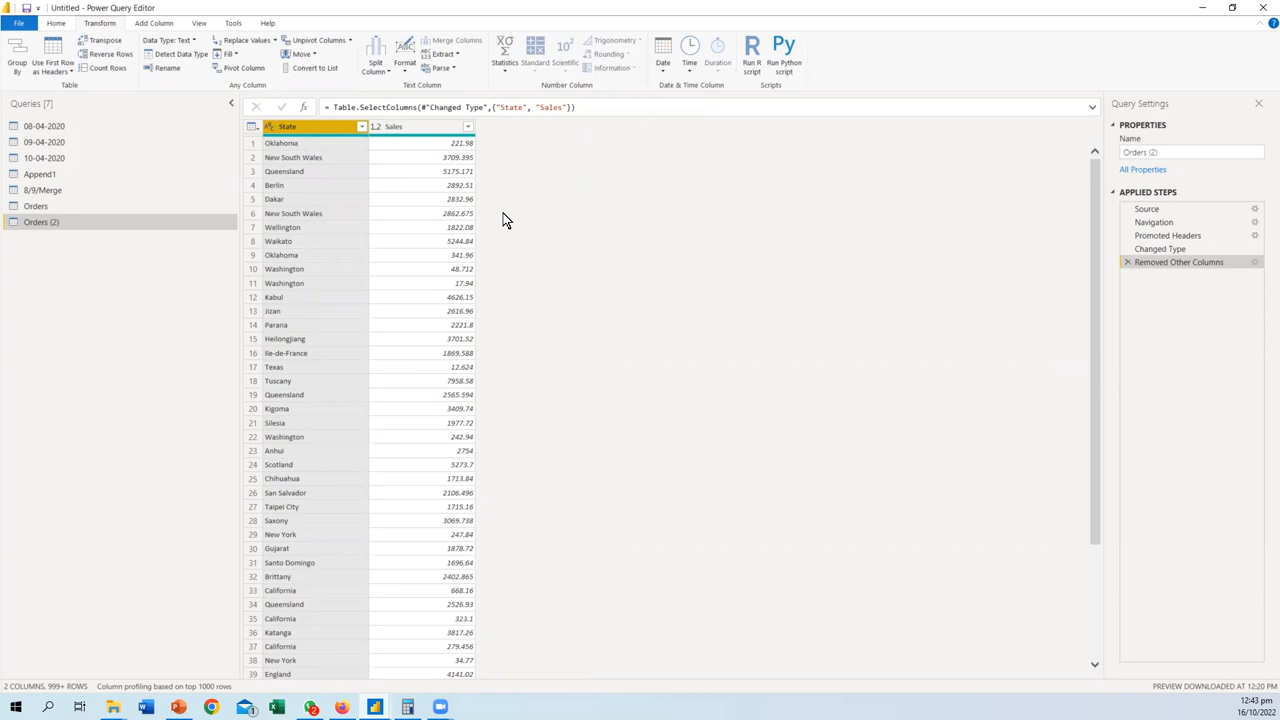 Untitled - Power Query Editor
File Home Transform Add Column View Tools Help
Group By
Use First Row as Headers
Transpose
Reverse Rows
Count Rows
Table
Data Type: Text
Detect Data Type
Rename
Replace Values
Fill
Pivot Column
Unpivot Columns
Move
Convert to List
Any Column
Split Column
Format
Merge Columns
Extract
Parse
Text Column
Statistics
Standard
Scientific
Trigonometry
Rounding
Information
Number Column
Date
Time
Duration
Date & Time Column
Run R script
Run Python script
Scripts
Queries [7]
08-04-2020
09-04-2020
10-04-2020
Append1
8/9/Merge
Orders
Orders (2)
= Table.SelectColumns(#"Changed Type",{"State", "Sales"})
State 1.2 Sales
1 Oklahoma 221.98
2 New South Wales 3709.395
3 Queensland 5175.171
4 Berlin 2892.51
5 Dakar 2832.96
6 New South Wales 2862.675
7 Wellington 1822.08
8 Waikato 5244.84
9 Oklahoma 341.96
10 Washington 48.712
11 Washington 17.94
12 Kabul 4626.15
13 Jizan 2616.96
14 Parana 2221.8
15 Heilongjiang 3701.52
16 Ile-de-France 1869.588
17 Texas 12.624
18 Tuscany 7958.58
19 Queensland 2565.594
20 Kigoma 3409.74
21 Silesia 1977.72
22 Washington 242.94
23 Anhui 2754
24 Scotland 5273.7
25 Chihuahua 1713.84
26 San Salvador 2106.496
27 Taipei City 1715.16
28 Saxony 3069.738
29 New York 247.84
30 Gujarat 1878.72
31 Santo Domingo 1696.64
32 Brittany 2402.865
33 California 668.16
34 Queensland 2526.93
35 California 323.1
36 Katanga 3817.26
37 California 279.456
38 New York 34.77
39 England 4141.02
Query Settings
PROPERTIES
Name
Orders (2)
All Properties
APPLIED STEPS
Source
Navigation
Promoted Headers
Changed Type
Removed Other Columns
2 COLUMNS, 999+ ROWS Column profiling based on top 1000 rows
PREVIEW DOWNLOADED AT 12:20 PM
12:43 pm
16/10/2022